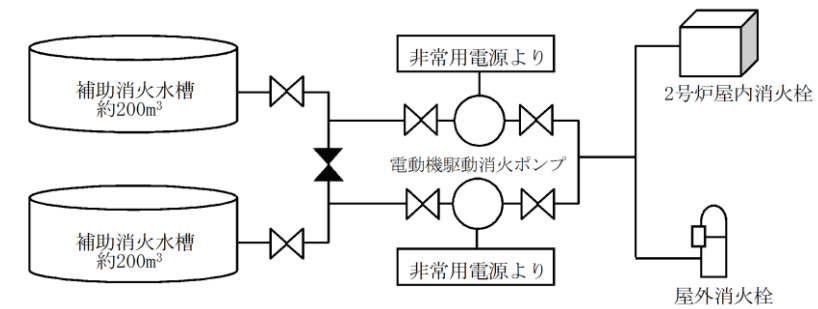 非常用電源より
補助消火水槽
約200m³
2号炉屋内消火栓
電動機駆動消火ポンプ
補助消火水槽
約200m³
非常用電源より
屋外消火栓